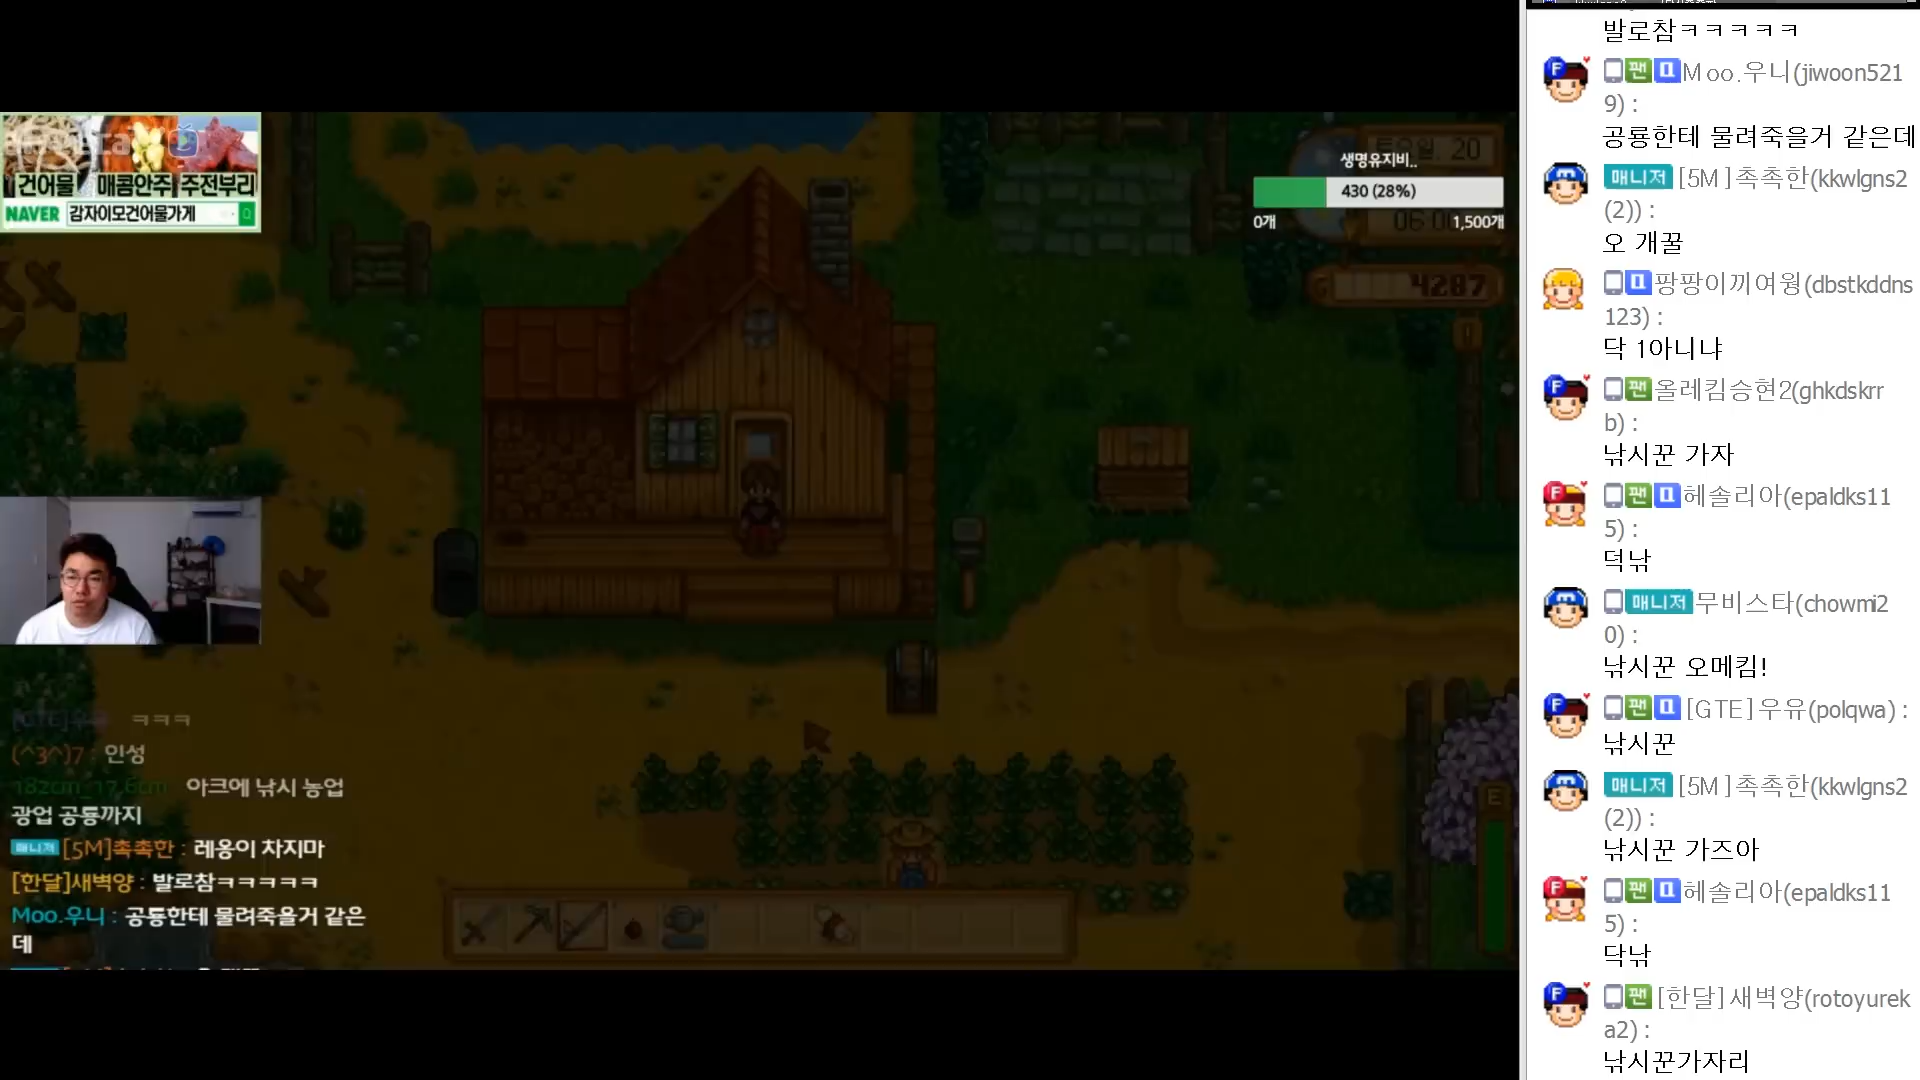 건어물 매콤안주 주전부리
NAVER 감자이모건어물가게
토요일. 20
생명유지비..
430 (28%)
0개 1,500개
4287
E
ㅋㅋㅋ
(^3^)7 : 인성
182cm_17.6cm 아크에 낚시 농업
광업 공룡까지
매니저 [5M]촉촉한 : 레옹이 차지마
[한달]새벽양 : 발로참ㅋㅋㅋㅋㅋ
Moo.우니 : 공룡한테 물려죽을거 같은
데
발로참ㅋㅋㅋㅋㅋ
팬 Moo.우니(jiwoon521
9) :
공룡한테 물려죽을거 같은데
매니저 [5M]촉촉한(kkwlgns2
(2)) :
오 개꿀
팡팡이끼여웡(dbstkddns
123) :
닥 1아니냐
팬 올레킴승현2(ghkdskrr
b) :
낚시꾼 가자
팬 헤솔리아(epaldks11
5) :
덕낚
매니저 무비스타(chowmi2
0) :
낚시꾼 오메킴!
팬 [GTE]우유(polqwa) :
낚시꾼
매니저 [5M]촉촉한(kkwlgns2
(2)) :
낚시꾼 가즈아
팬 헤솔리아(epaldks11
5) :
닥낚
팬 [한달]새벽양(rotoyurek
a2) :
낚시꾼가자리